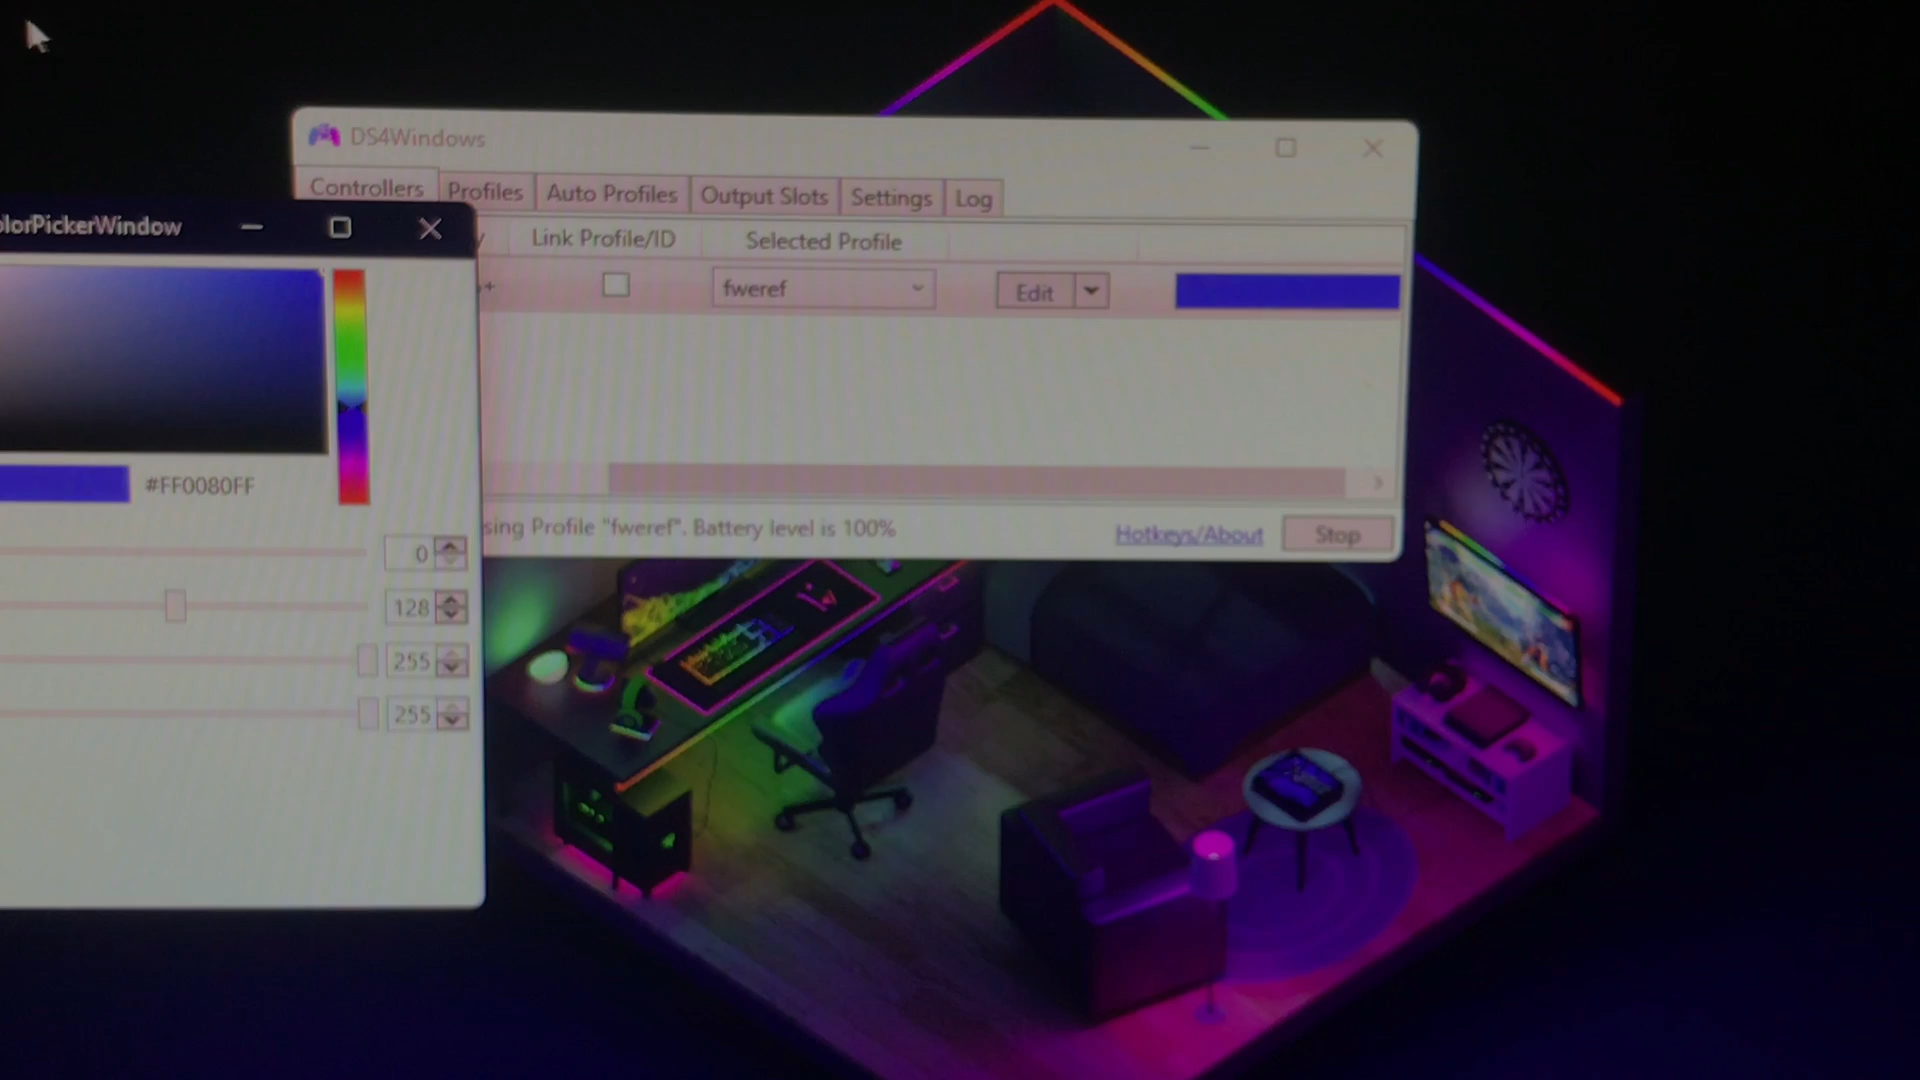 DS4Windows
Controllers Profiles Auto Profiles Output Slots Settings Log
lorPickerWindow
Link Profile/ID Selected Profile
+ fweref Edit
#FF0080FF
sing Profile "fweref". Battery level is 100% Hotkeys/About Stop
0
128
255
255